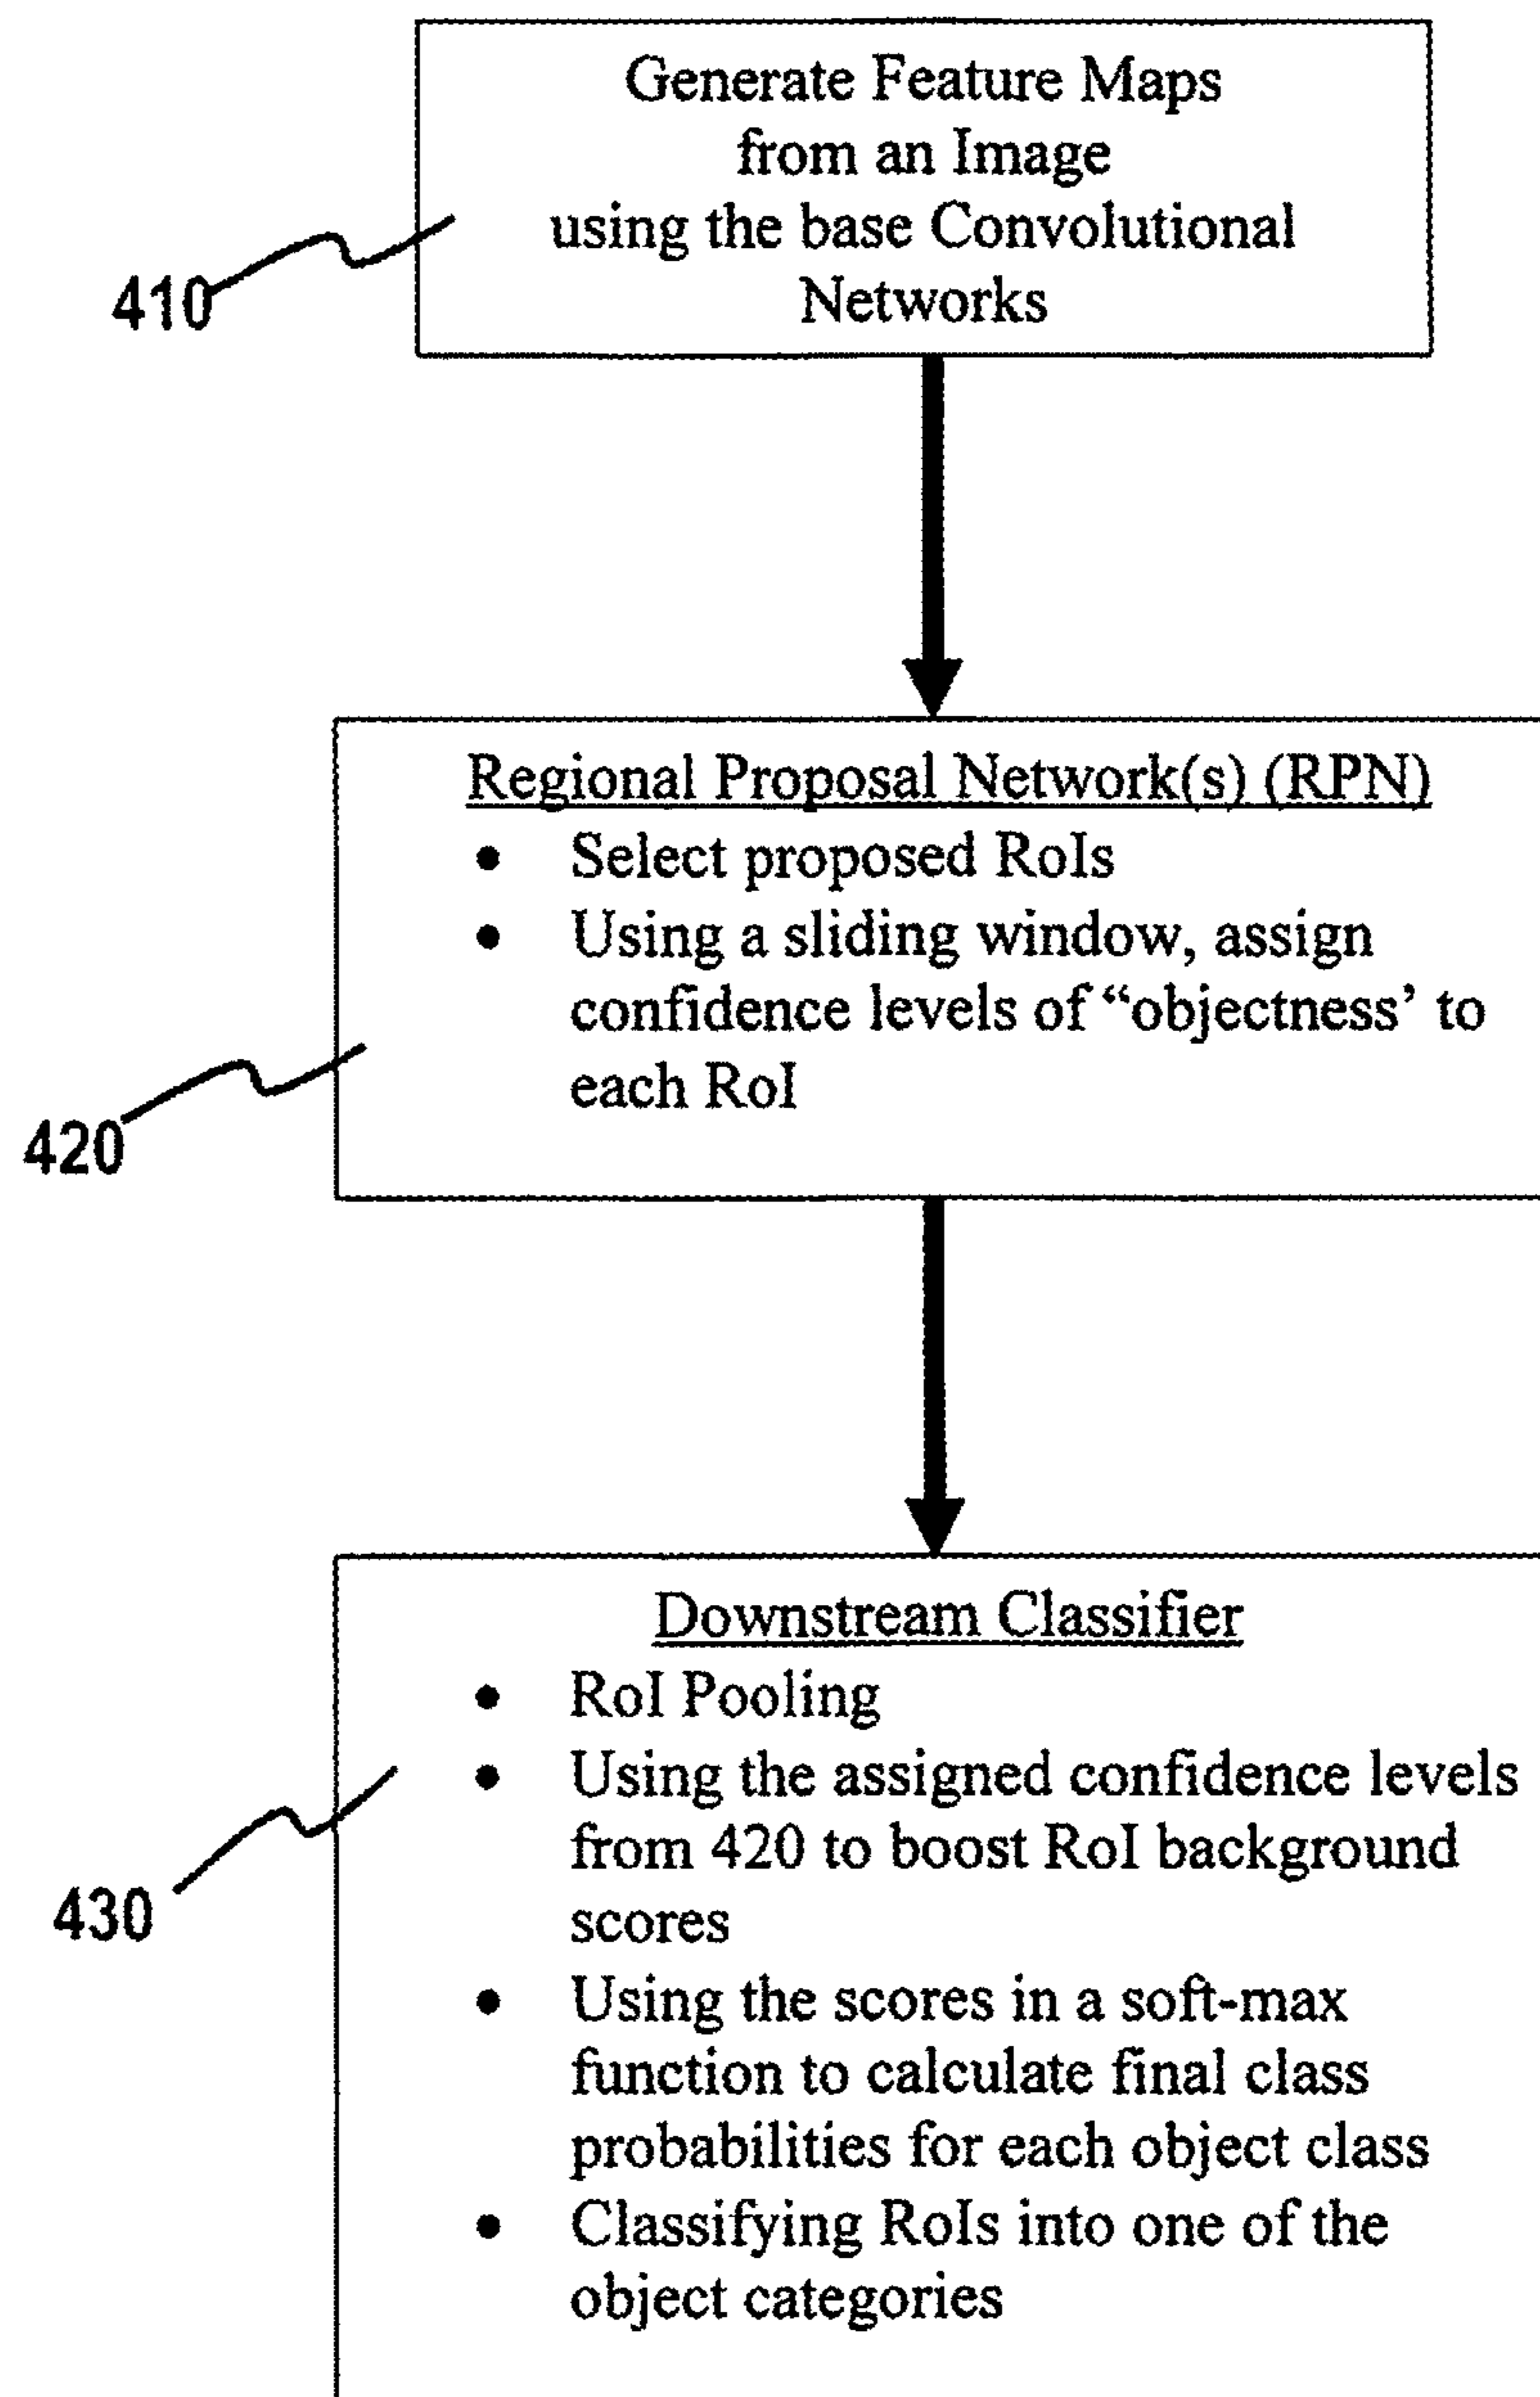 Generate Feature Maps
from an Image
using the base Convolutional
Networks
410
Regional Proposal Network(s) (RPN)
• Select proposed RoIs
• Using a sliding window, assign
confidence levels of “objectness’ to
each RoI
420
Downstream Classifier
• RoI Pooling
• Using the assigned confidence levels
from 420 to boost RoI background
scores
• Using the scores in a soft-max
function to calculate final class
probabilities for each object class
• Classifying RoIs into one of the
object categories
430